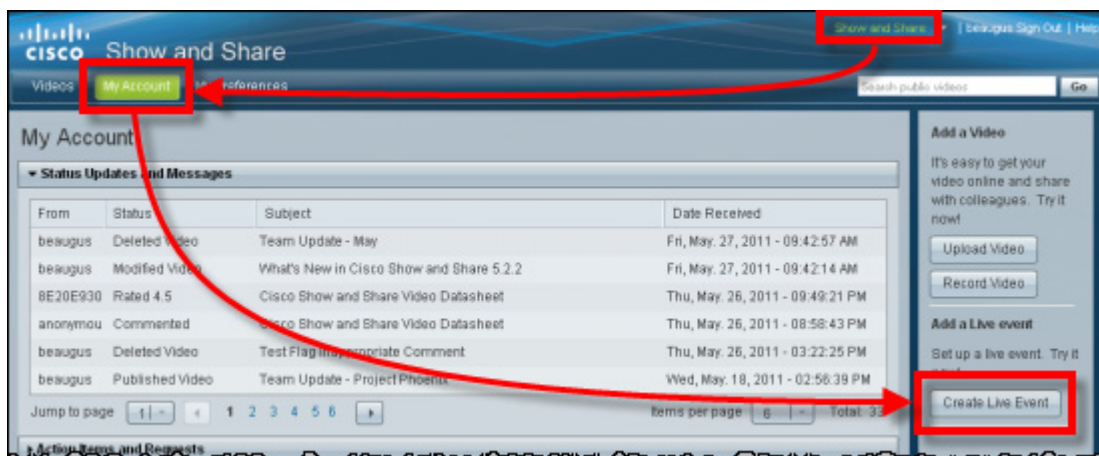 Show and Share | beaugus Sign Out | Help
CISCO Show and Share
Videos My Account Search public videos Go
My Account
Status Updates and Messages
From Status Subject Date Received
beaugus Deleted Video Team Update - May Fri, May. 27, 2011 - 09:42:57 AM
beaugus Modified Video What's New in Cisco Show and Share 5.2.2 Fri, May. 27, 2011 - 09:42:14 AM
8E20E930 Rated 4.5 Cisco Show and Share Video Datasheet Thu, May. 26, 2011 - 09:49:21 PM
anonymou Commented Cisco Show and Share Video Datasheet Thu, May. 26, 2011 - 08:58:43 PM
beaugus Deleted Video Test Flag Inappropriate Comment Thu, May. 26, 2011 - 03:22:25 PM
beaugus Published Video Team Update - Project Phoenix Wed, May. 18, 2011 - 02:56:39 PM
Jump to page 1 1 2 3 4 5 6 Items per page 6 Total: 33
Action Items and Requests
Add a Video
It's easy to get your
video online and share
with colleagues. Try it
now!
Upload Video
Record Video
Add a Live event
Set up a live event. Try it
Create Live Event